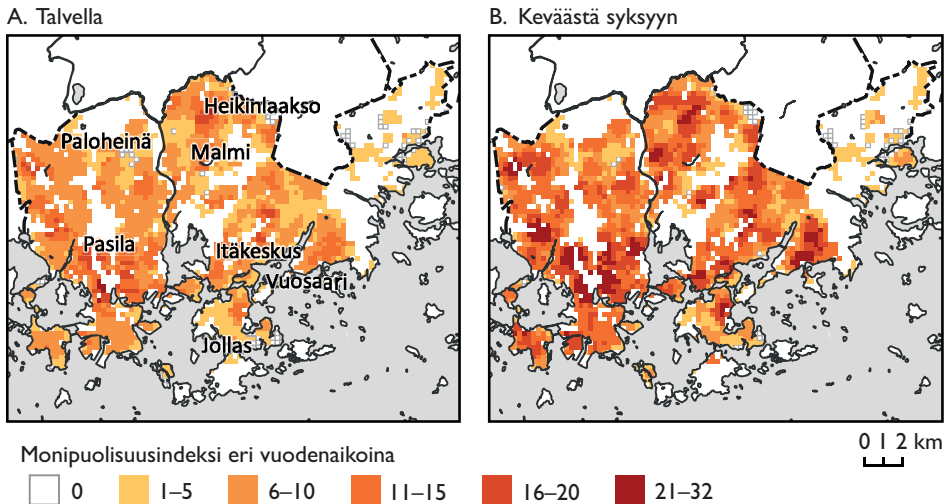 A. Talvella
B. Keväästä syksyyn
Heikinlaakso
Paloheinä
Malmi
Pasila
Itäkeskus
Vuosaari
Jollas
0 1 2 km
Monipuolisuusindeksi eri vuodenaikoina
0 1–5 6–10 11–15 16–20 21–32